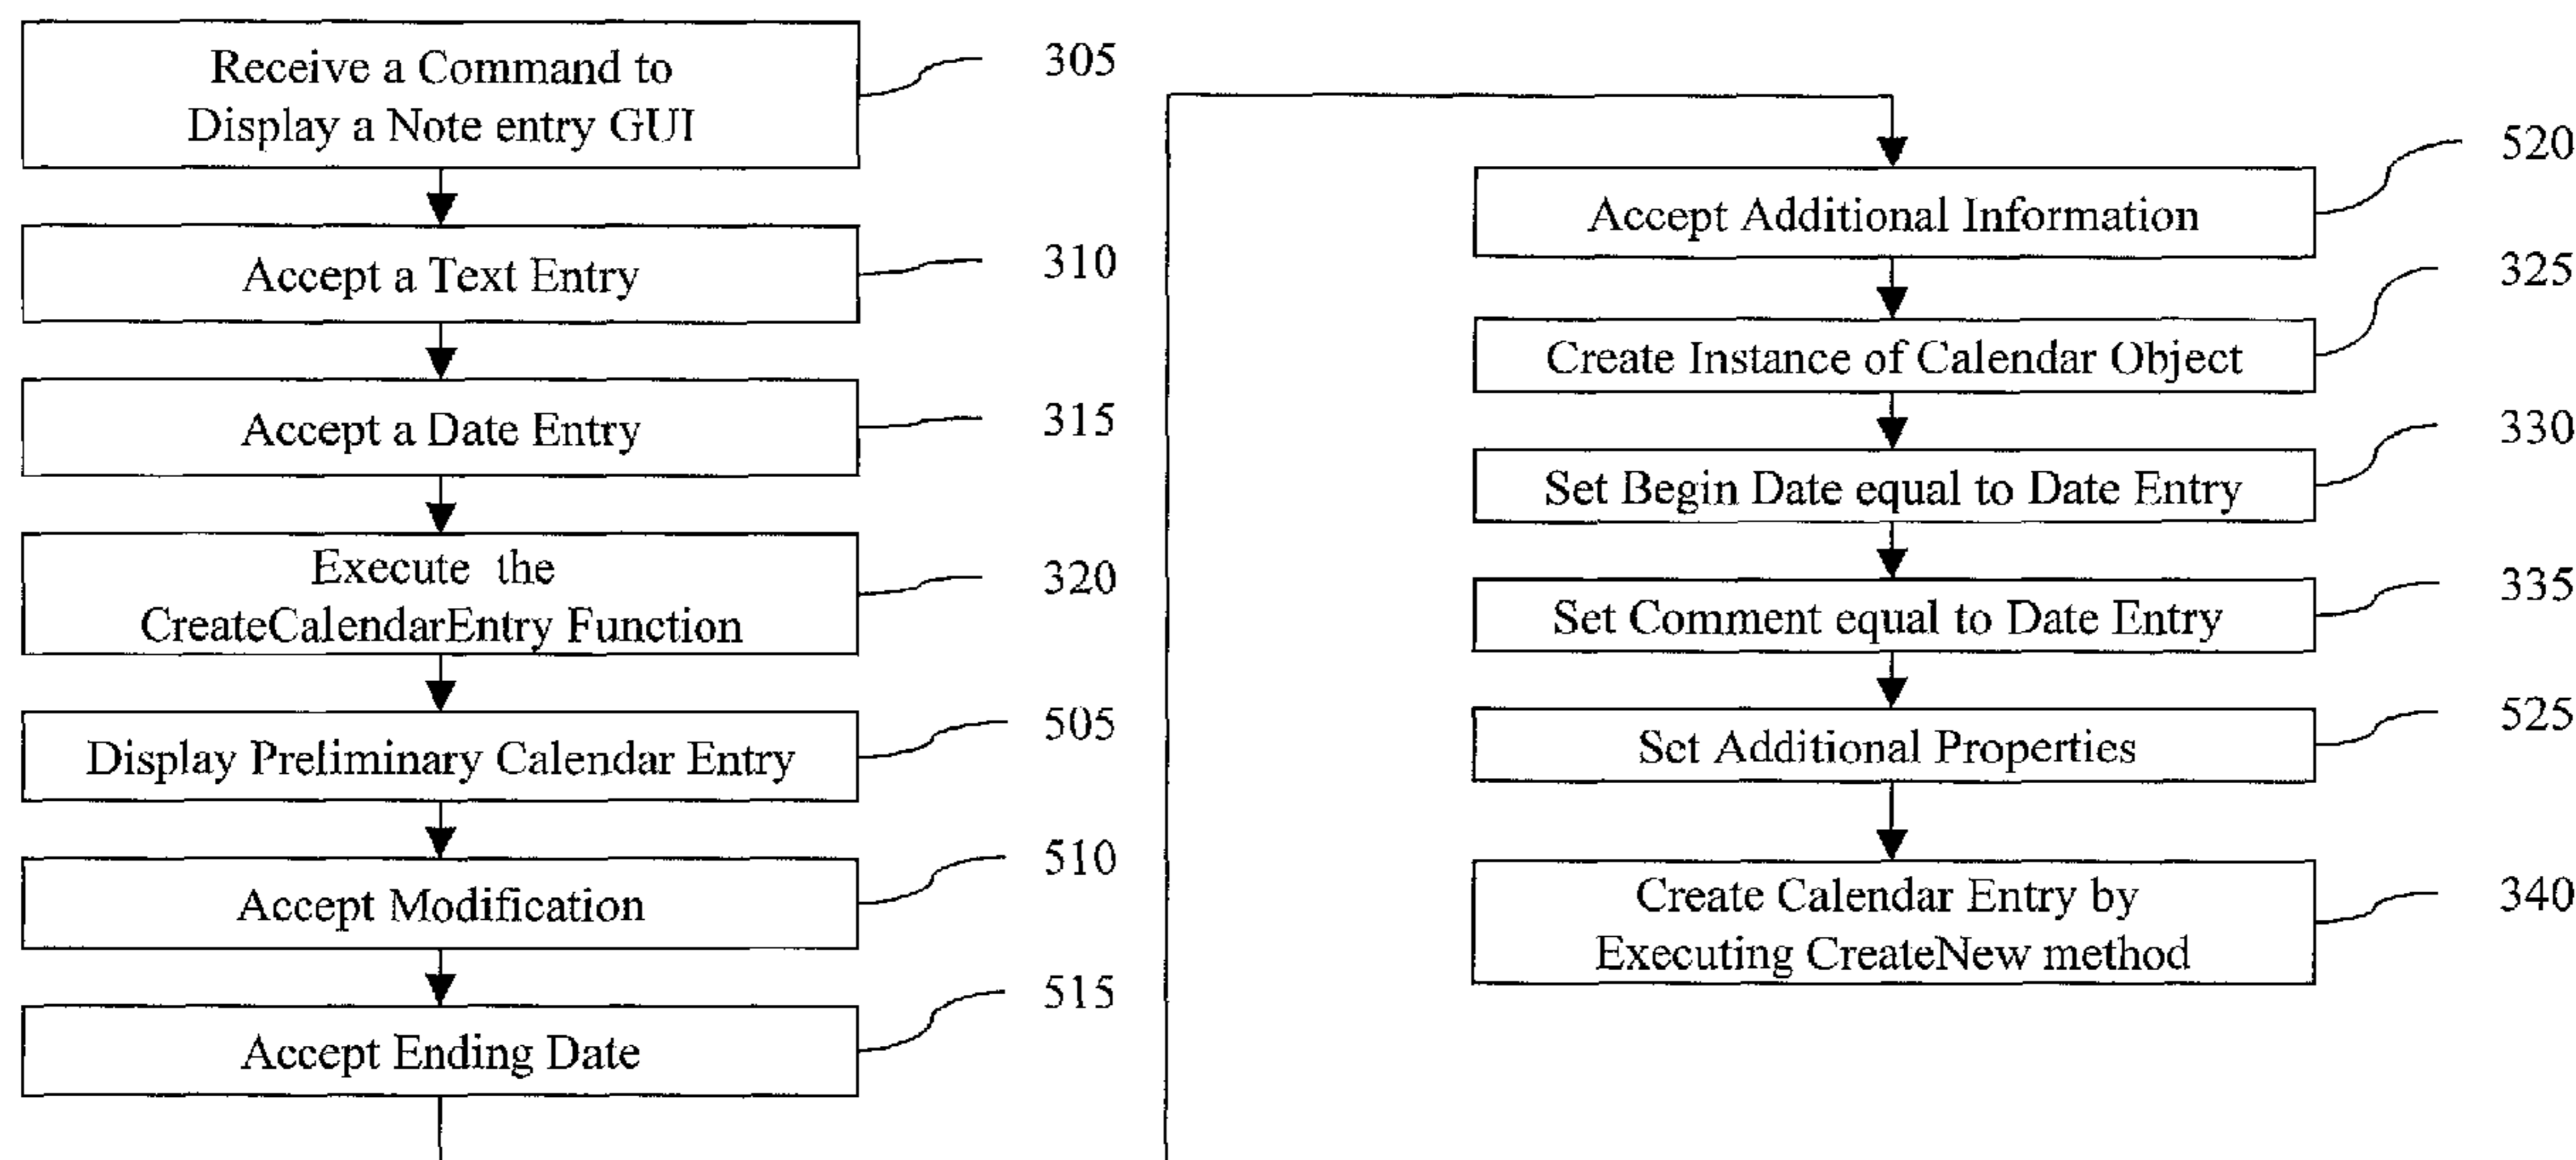 Receive a Command to
Display a Note entry GUI
305
Accept a Text Entry
310
Accept a Date Entry
315
Execute the
CreateCalendarEntry Function
320
Display Preliminary Calendar Entry
505
Accept Modification
510
Accept Ending Date
515
Accept Additional Information
520
Create Instance of Calendar Object
325
Set Begin Date equal to Date Entry
330
Set Comment equal to Date Entry
335
Set Additional Properties
525
Create Calendar Entry by
Executing CreateNew method
340